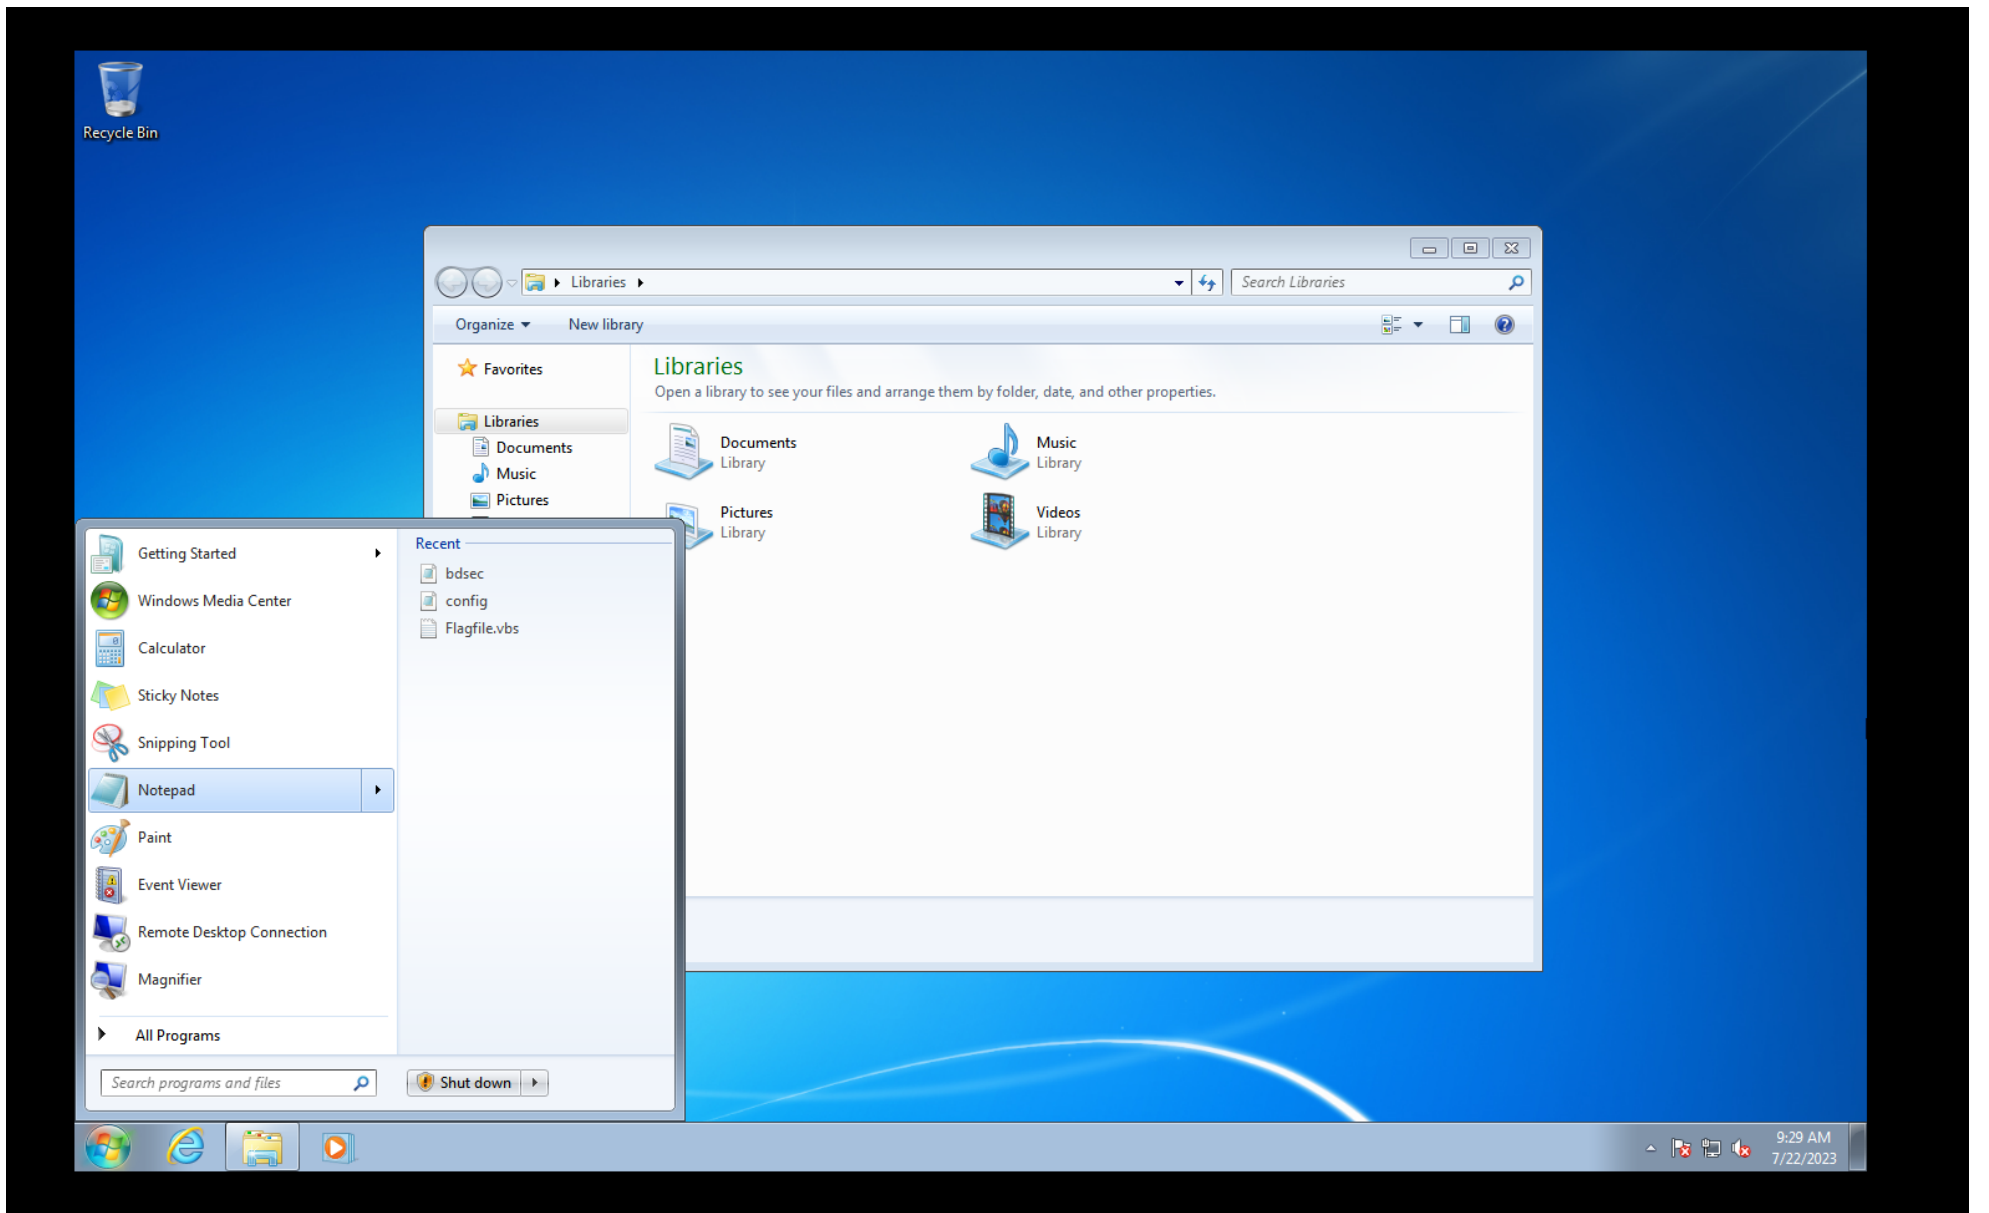 Recycle Bin
Libraries
Search Libraries
Organize
New library
Favorites
Libraries
Documents
Music
Pictures
Libraries
Open a library to see your files and arrange them by folder, date, and other properties.
Documents
Library
Music
Library
Pictures
Library
Videos
Library
Getting Started
Windows Media Center
Calculator
Sticky Notes
Snipping Tool
Notepad
Paint
Event Viewer
Remote Desktop Connection
Magnifier
All Programs
Search programs and files
Recent
bdsec
config
Flagfile.vbs
Shut down
9:29 AM
7/22/2023